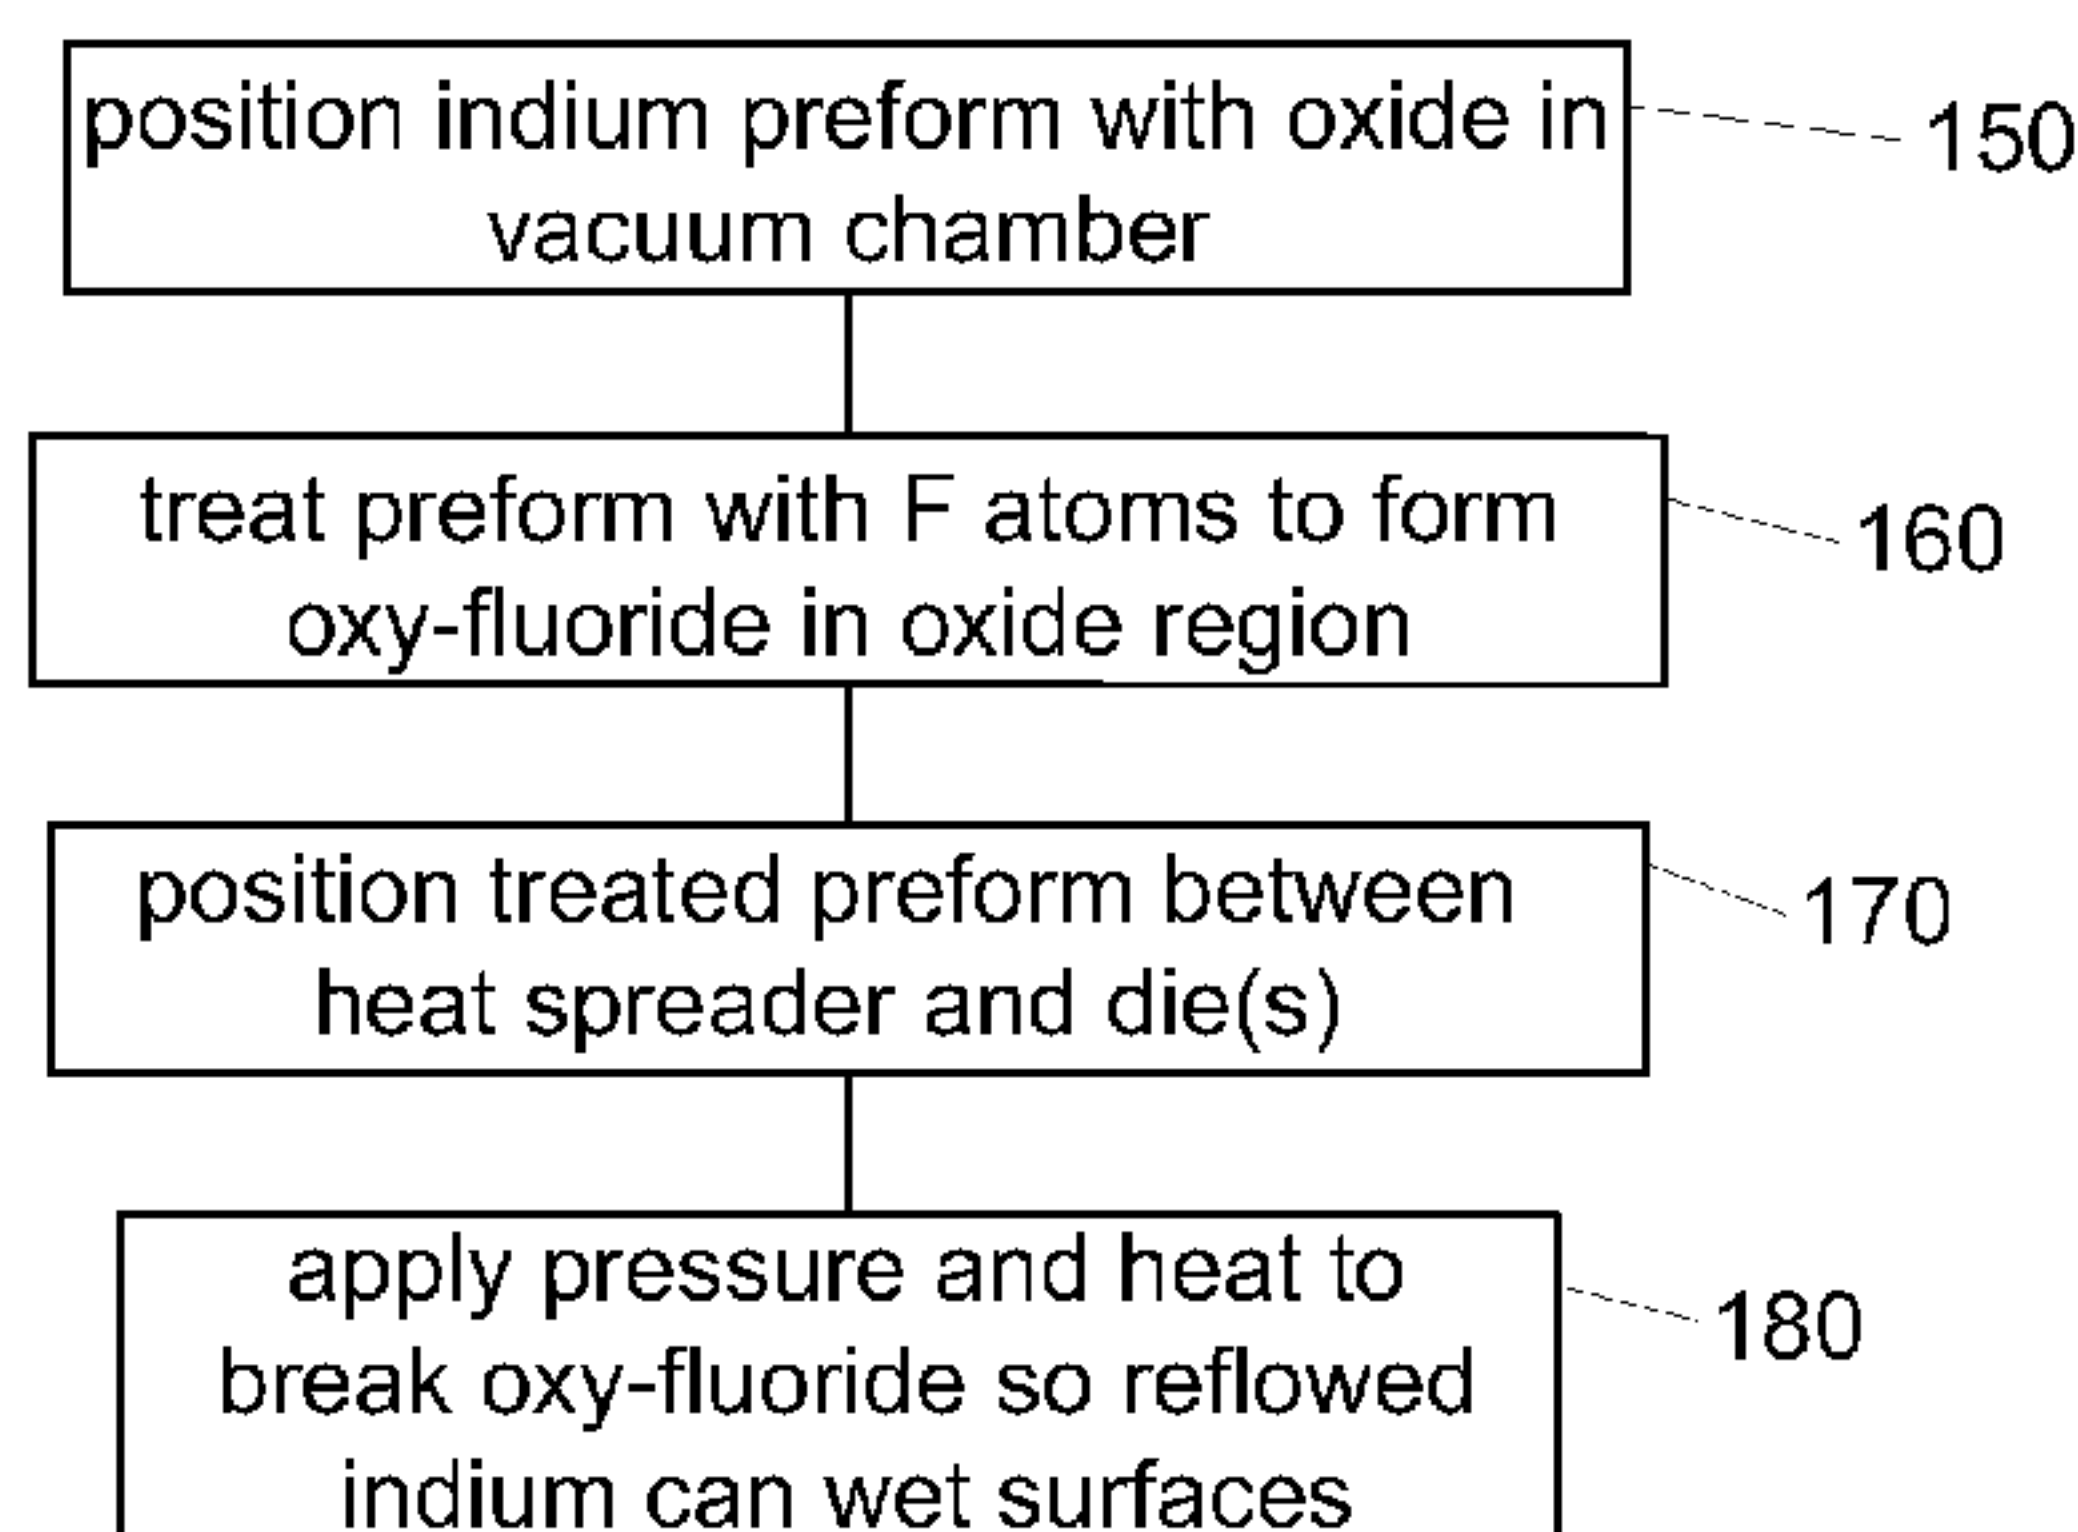 position indium preform with oxide in
vacuum chamber
150
treat preform with F atoms to form
oxy-fluoride in oxide region
160
position treated preform between
heat spreader and die(s)
170
apply pressure and heat to
break oxy-fluoride so reflowed
indium can wet surfaces
180